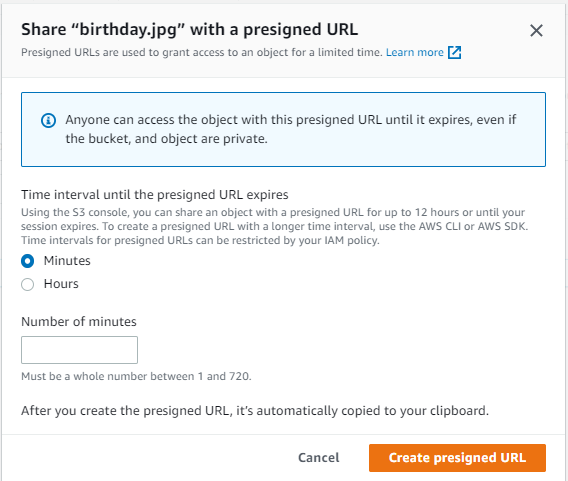 Share “birthday.jpg” with a presigned URL
Presigned URLs are used to grant access to an object for a limited time. Learn more
Anyone can access the object with this presigned URL until it expires, even if
the bucket, and object are private.
Time interval until the presigned URL expires
Using the S3 console, you can share an object with a presigned URL for up to 12 hours or until your
session expires. To create a presigned URL with a longer time interval, use the AWS CLI or AWS SDK.
Time intervals for presigned URLs can be restricted by your IAM policy.
Minutes
Hours
Number of minutes
Must be a whole number between 1 and 720.
After you create the presigned URL, it’s automatically copied to your clipboard.
Cancel
Create presigned URL